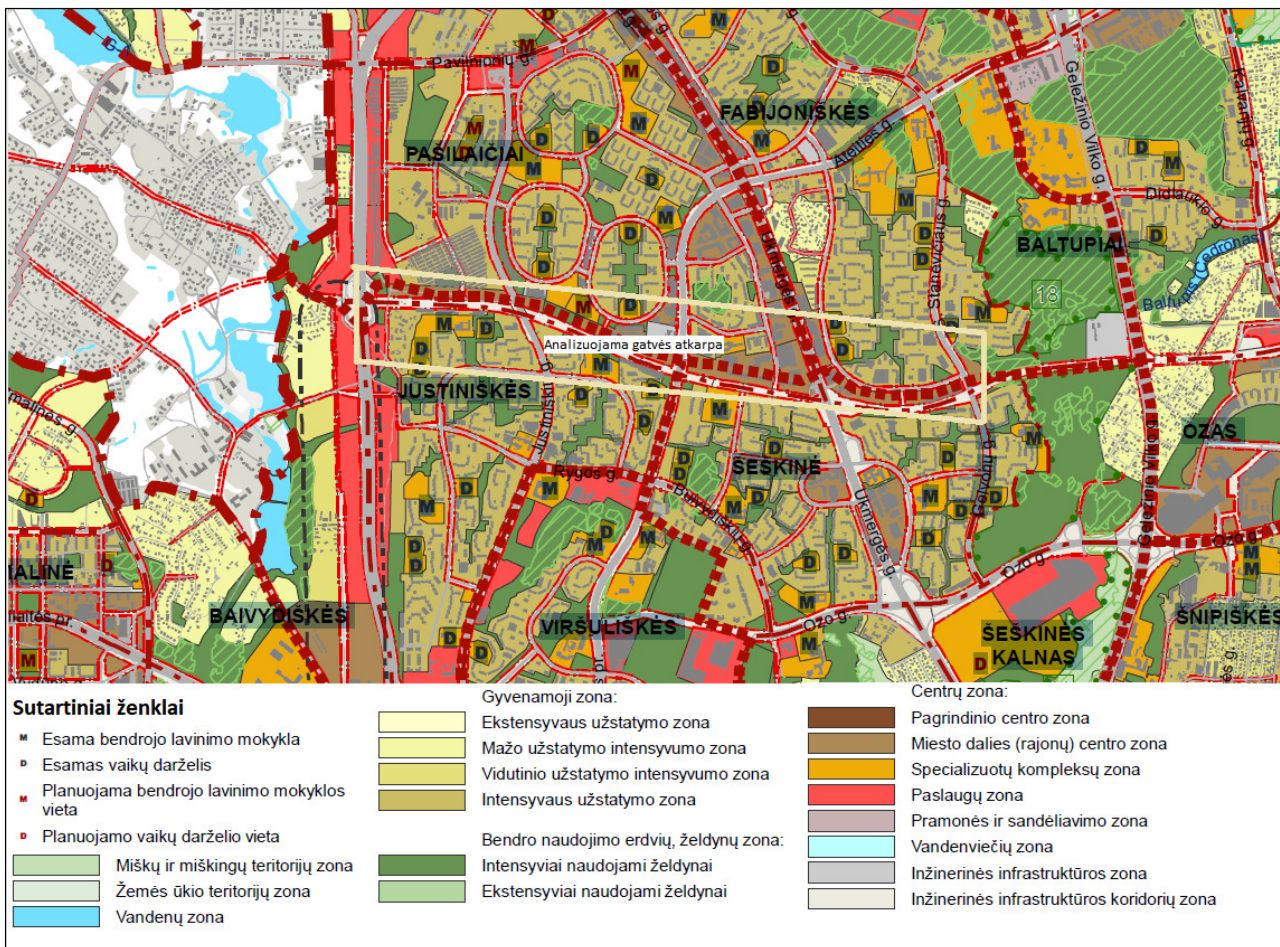 G. A
Pavilnionių g.
FABIJONIŠKĖS
Geležinio Vilko g.
Kalvarijų g.
PAŠILAIČIAI
Ateities g.
Ukmergės g.
Stanevičiaus g.
Didlaukio g.
BALTUPIAI
Baltupis (Cedronas)
18
Analizuojama gatvės atkarpa
JUSTINIŠKĖS
Justiniškių g.
OZAS
Rygos g.
ŠEŠKINĖ
Buivydiškių g.
Ukmergės g.
Gelvonų g.
Geležinio Vilko g.
Ozo g.
Ozo g.
Ozo g.
BAIVYDIŠKĖS
VIRŠULIŠKĖS
ŠEŠKINĖS
KALNAS
ŠNIPIŠKĖS
Sutartiniai ženklai
M Esama bendrojo lavinimo mokykla
D Esamas vaikų darželis
M Planuojama bendrojo lavinimo mokyklos
vieta
D Planuojamo vaikų darželio vieta
Miškų ir miškingų teritorijų zona
Žemės ūkio teritorijų zona
Vandenų zona
Gyvenamoji zona:
Ekstensyvaus užstatymo zona
Mažo užstatymo intensyvumo zona
Vidutinio užstatymo intensyvumo zona
Intensyvaus užstatymo zona
Bendro naudojimo erdvių, želdynų zona:
Intensyviai naudojami želdynai
Ekstensyviai naudojami želdynai
Centrų zona:
Pagrindinio centro zona
Miesto dalies (rajonų) centro zona
Specializuotų kompleksų zona
Paslaugų zona
Pramonės ir sandėliavimo zona
Vandenviečių zona
Inžinerinės infrastruktūros zona
Inžinerinės infrastruktūros koridorių zona